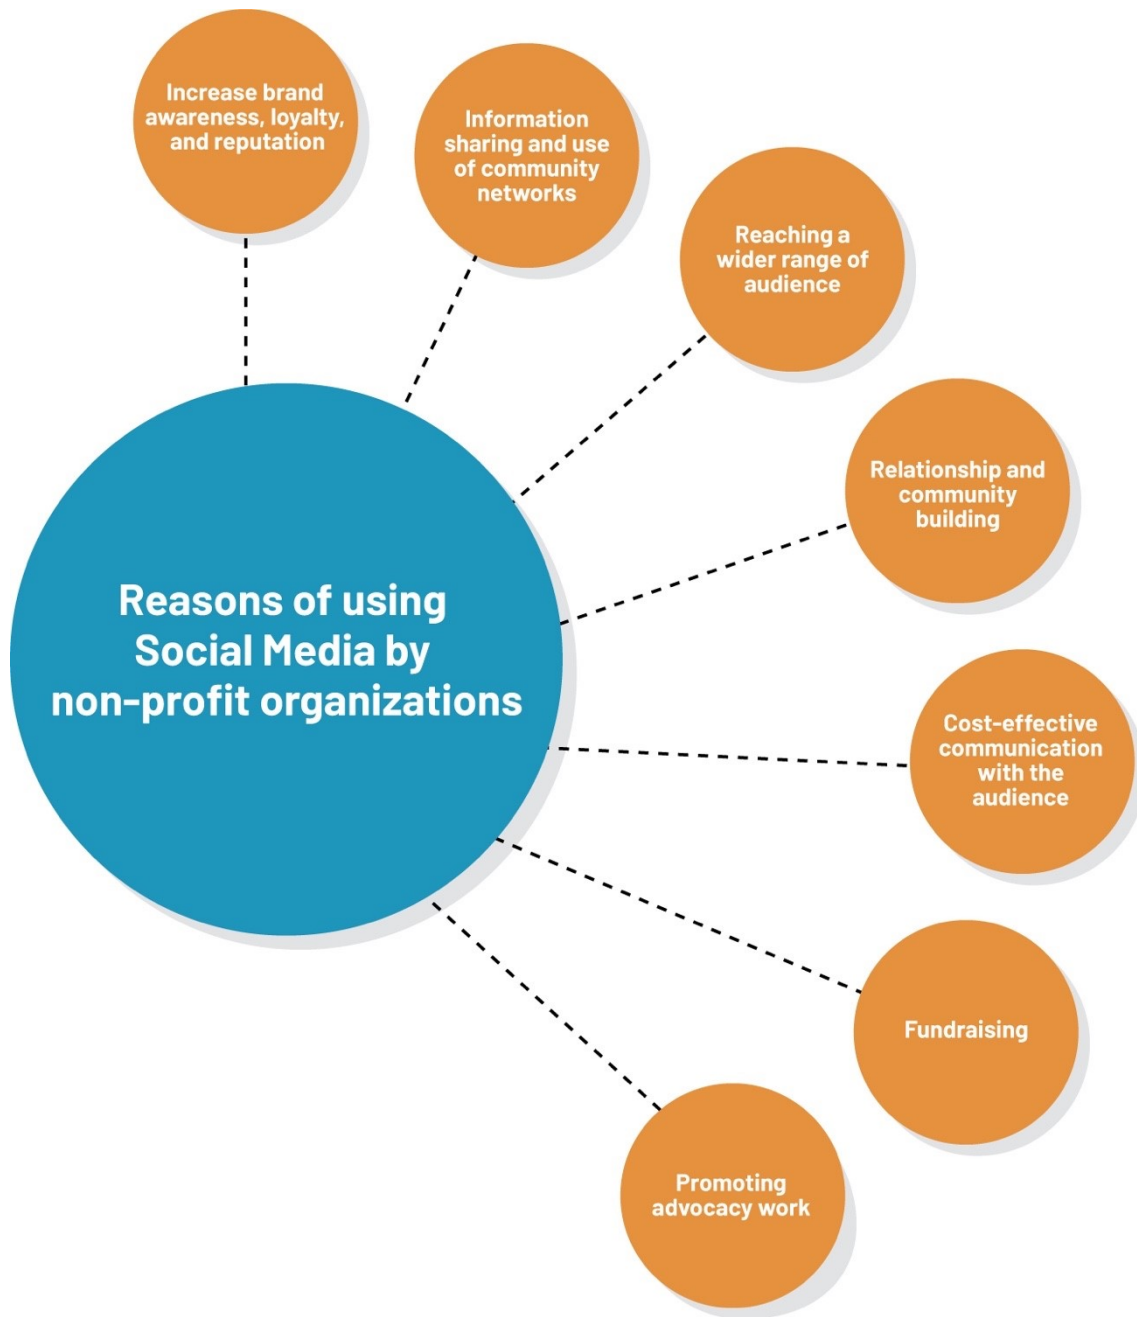 Increase brand
awareness, loyalty,
and reputation
Information
sharing and use
of community
networks
Reaching a
wider range of
audience
Relationship and
community
building
Reasons of using
Social Media by
non-profit organizations
Cost-effective
communication
with the
audience
Fundraising
Promoting
advocacy work